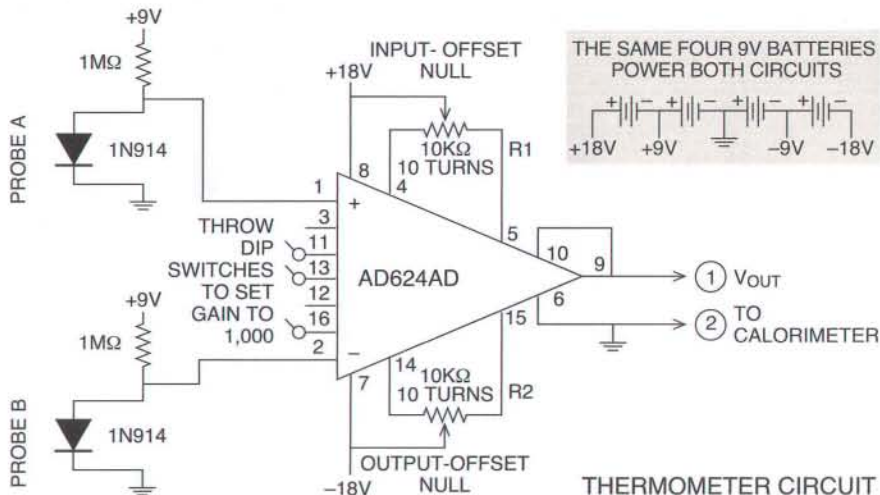 +9V
1MΩ
PROBE A
1N914
INPUT- OFFSET
NULL
+18V
10KΩ
10 TURNS
R1
THE SAME FOUR 9V BATTERIES
POWER BOTH CIRCUITS
+ − + − + − + −
+18V +9V −9V −18V
1
8
4
5
+
3
THROW
DIP
SWITCHES
TO SET
GAIN TO
1,000
11
13
12
16
2
−
AD624AD
10
9
6
15
14
7
1 VOUT
2 TO
CALORIMETER
+9V
1MΩ
PROBE B
1N914
10KΩ
10 TURNS
R2
−18V
OUTPUT-OFFSET
NULL
THERMOMETER CIRCUIT